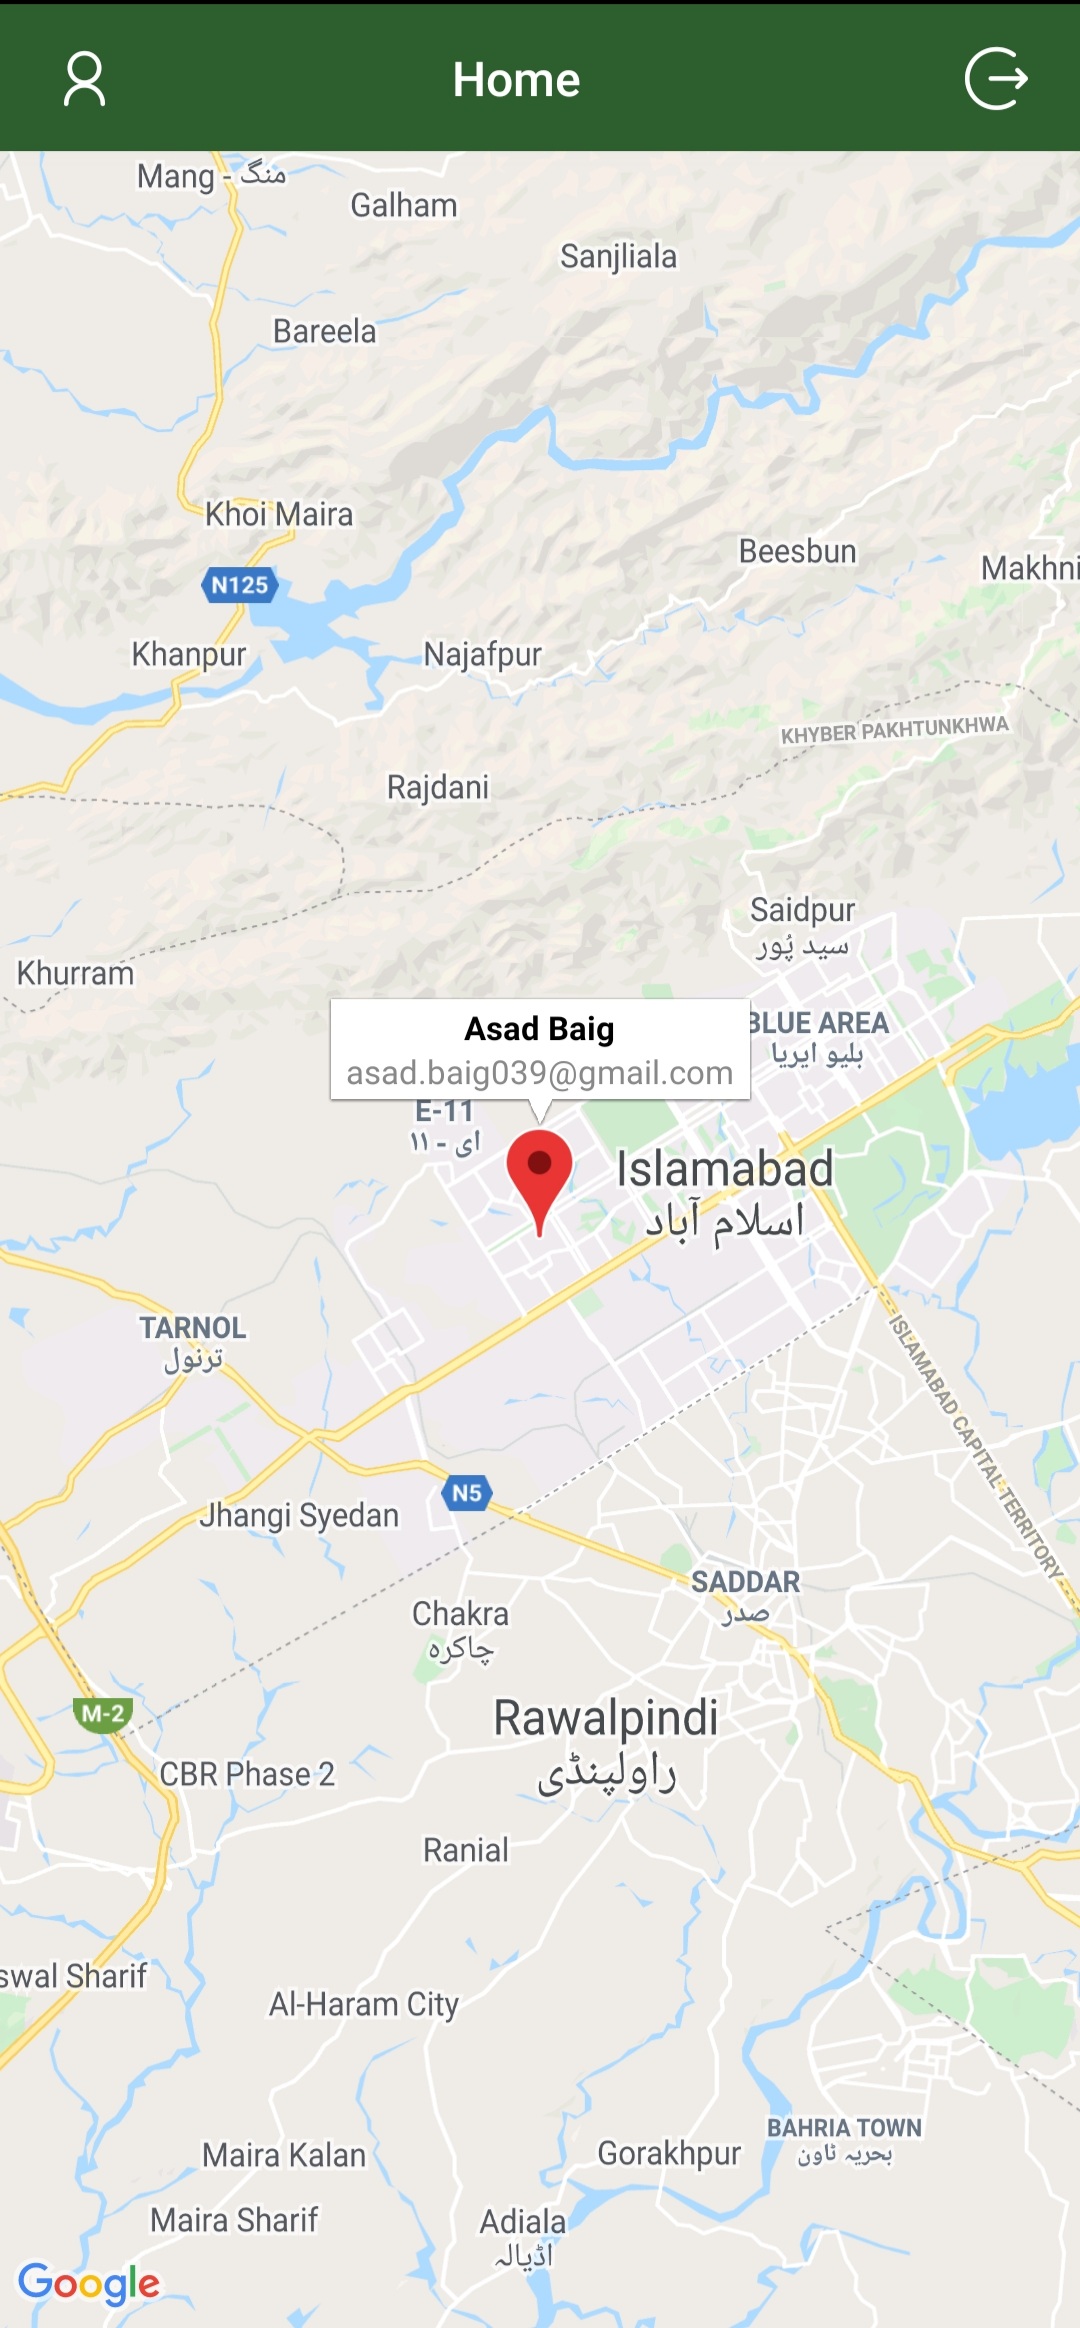 Home
Mang - منگ
Galham
Sanjliala
Bareela
Khoi Maira
Beesbun
Makhni
N125
Khanpur
Najafpur
KHYBER PAKHTUNKHWA
Rajdani
Saidpur
سید پُور
Khurram
BLUE AREA
بلیو ایریا
Asad Baig
asad.baig039@gmail.com
E-11
ای - ۱۱
Islamabad
اسلام آباد
TARNOL
ترنول
ISLAMABAD CAPITAL TERRITORY
N5
Jhangi Syedan
SADDAR
صدر
Chakra
چاکرہ
M-2
Rawalpindi
راولپنڈی
CBR Phase 2
Ranial
swal Sharif
Al-Haram City
BAHRIA TOWN
بحریہ ٹاون
Maira Kalan
Gorakhpur
Maira Sharif
Adiala
اڈیالہ
Google